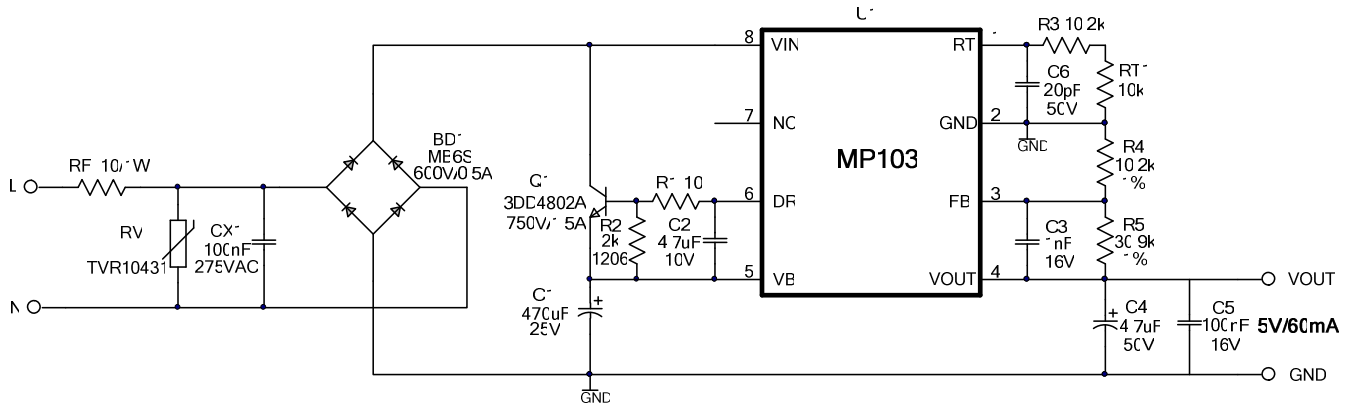 U1
8 VIN
7 NC
6 DR
5 VB
RT 1
GND 2
FB 3
VOUT 4
MP103
R3 10.2k
C6
20pF
50V
RT1
10k
GND
R4
10.2k
1%
C3
1nF
16V
R5
30.9k
1%
BD1
MB6S
600V/0.5A
L
RF 10/1W
RV
TVR10431
CX1
100nF
275VAC
N
Q1
3DD4802A
750V/1.5A
R1 10
R2
2k
1206
C2
4.7uF
10V
C1
470uF
25V
GND
C4
4.7uF
50V
C5
100nF
16V
VOUT
5V/60mA
GND